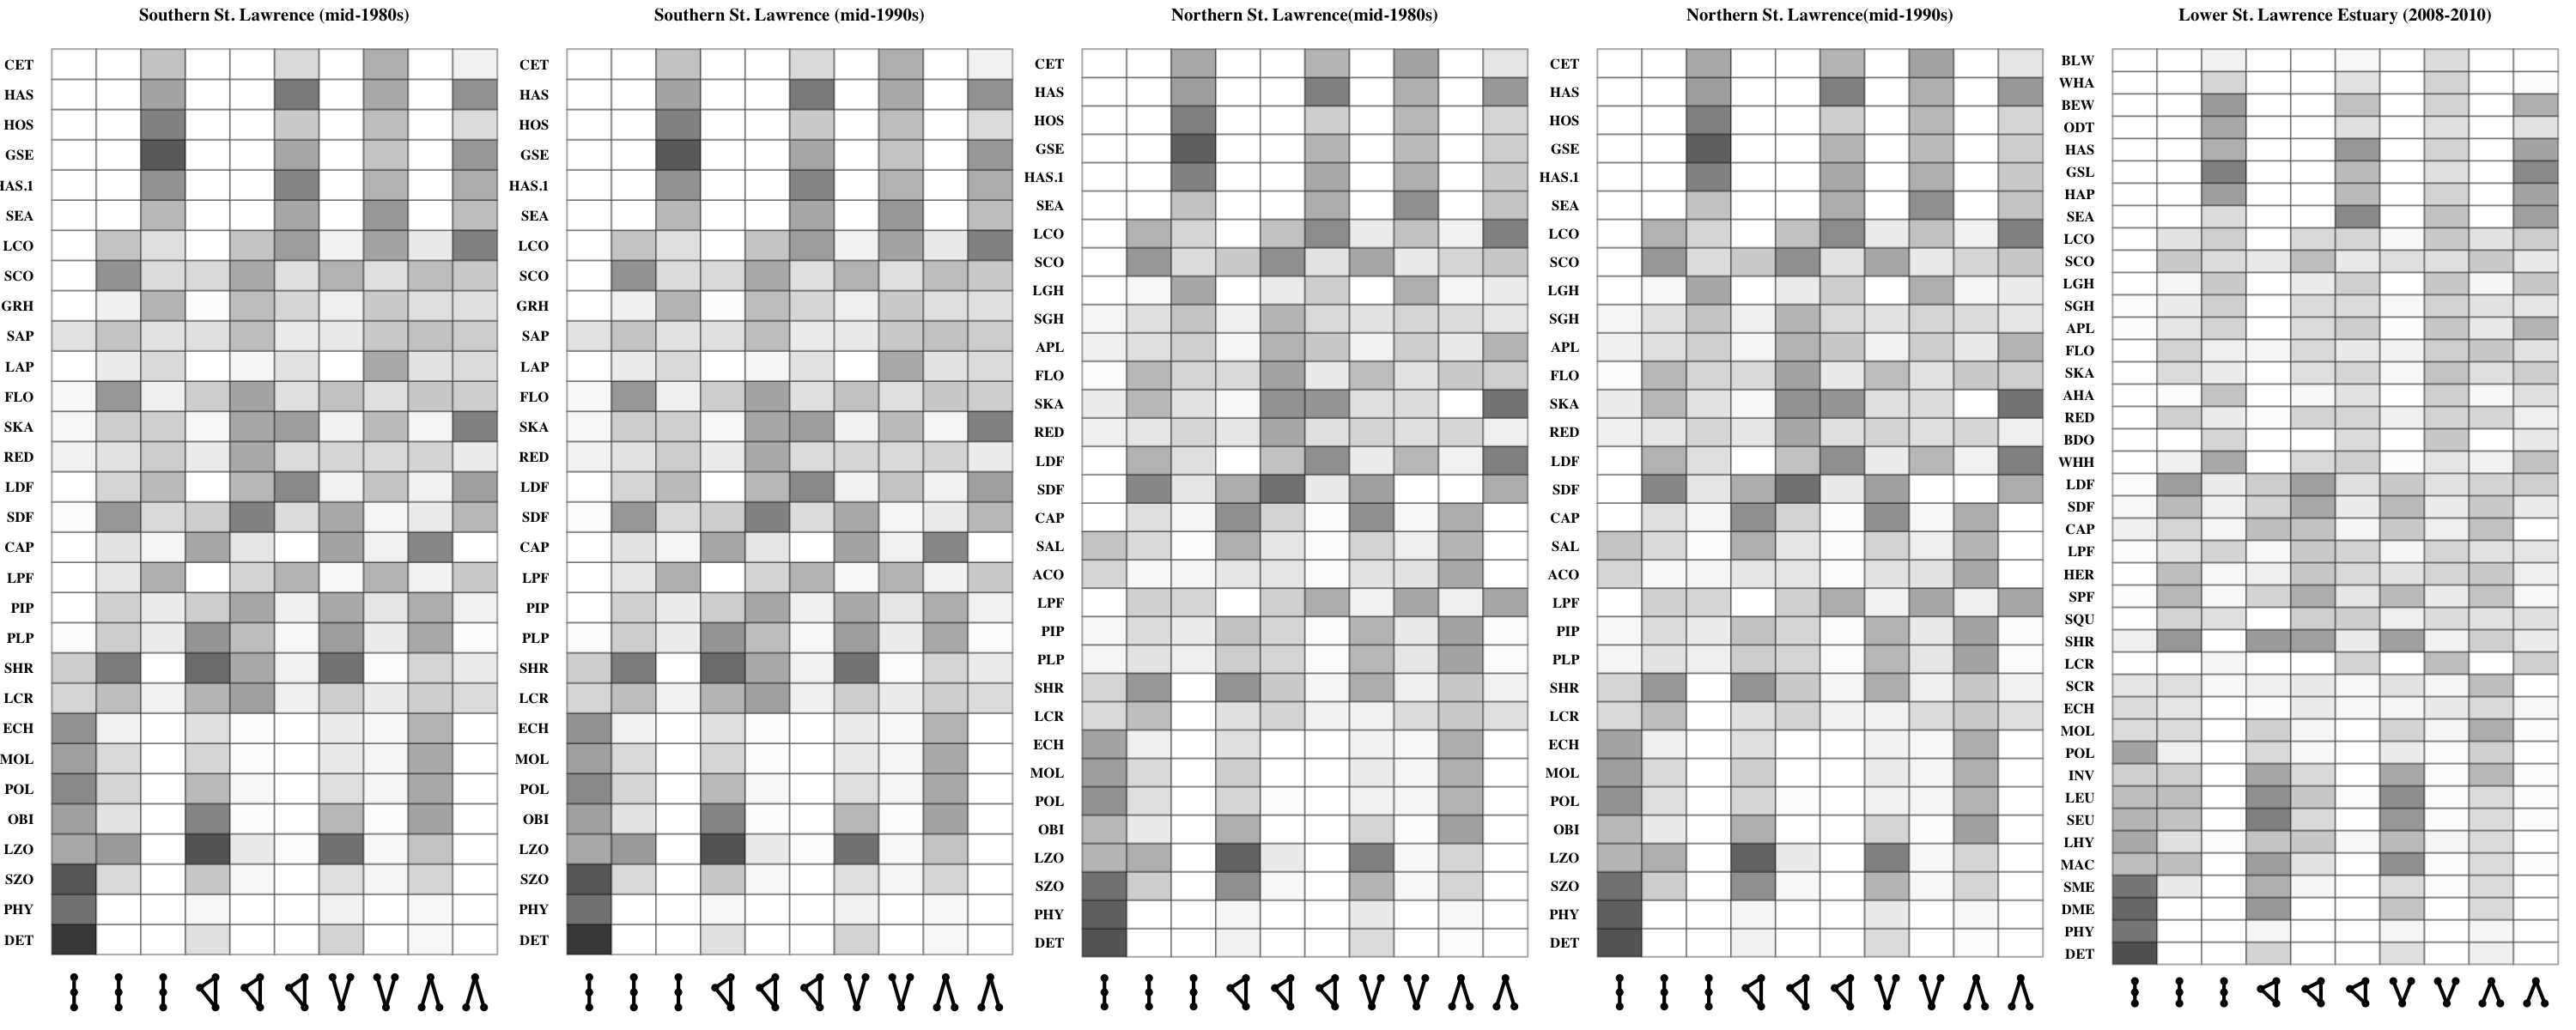 Southern St. Lawrence (mid-1980s)
CET
HAS
HOS
GSE
HAS.1
SEA
LCO
SCO
GRH
SAP
LAP
FLO
SKA
RED
LDF
SDF
CAP
LPF
PIP
PLP
SHR
LCR
ECH
MOL
POL
OBI
LZO
SZO
PHY
DET
Southern St. Lawrence (mid-1990s)
CET
HAS
HOS
GSE
HAS.1
SEA
LCO
SCO
GRH
SAP
LAP
FLO
SKA
RED
LDF
SDF
CAP
LPF
PIP
PLP
SHR
LCR
ECH
MOL
POL
OBI
LZO
SZO
PHY
DET
Northern St. Lawrence(mid-1980s)
CET
HAS
HOS
GSE
HAS.1
SEA
LCO
SCO
LGH
SGH
APL
FLO
SKA
RED
LDF
SDF
CAP
SAL
ACO
LPF
PIP
PLP
SHR
LCR
ECH
MOL
POL
OBI
LZO
SZO
PHY
DET
Northern St. Lawrence(mid-1990s)
CET
HAS
HOS
GSE
HAS.1
SEA
LCO
SCO
LGH
SGH
APL
FLO
SKA
RED
LDF
SDF
CAP
SAL
ACO
LPF
PIP
PLP
SHR
LCR
ECH
MOL
POL
OBI
LZO
SZO
PHY
DET
Lower St. Lawrence Estuary (2008-2010)
BLW
WHA
BEW
ODT
HAS
GSL
HAP
SEA
LCO
SCO
LGH
SGH
APL
FLO
SKA
AHA
RED
BDO
WHH
LDF
SDF
CAP
LPF
HER
SPF
SQU
SHR
LCR
SCR
ECH
MOL
POL
INV
LEU
SEU
LHY
MAC
SME
DME
PHY
DET